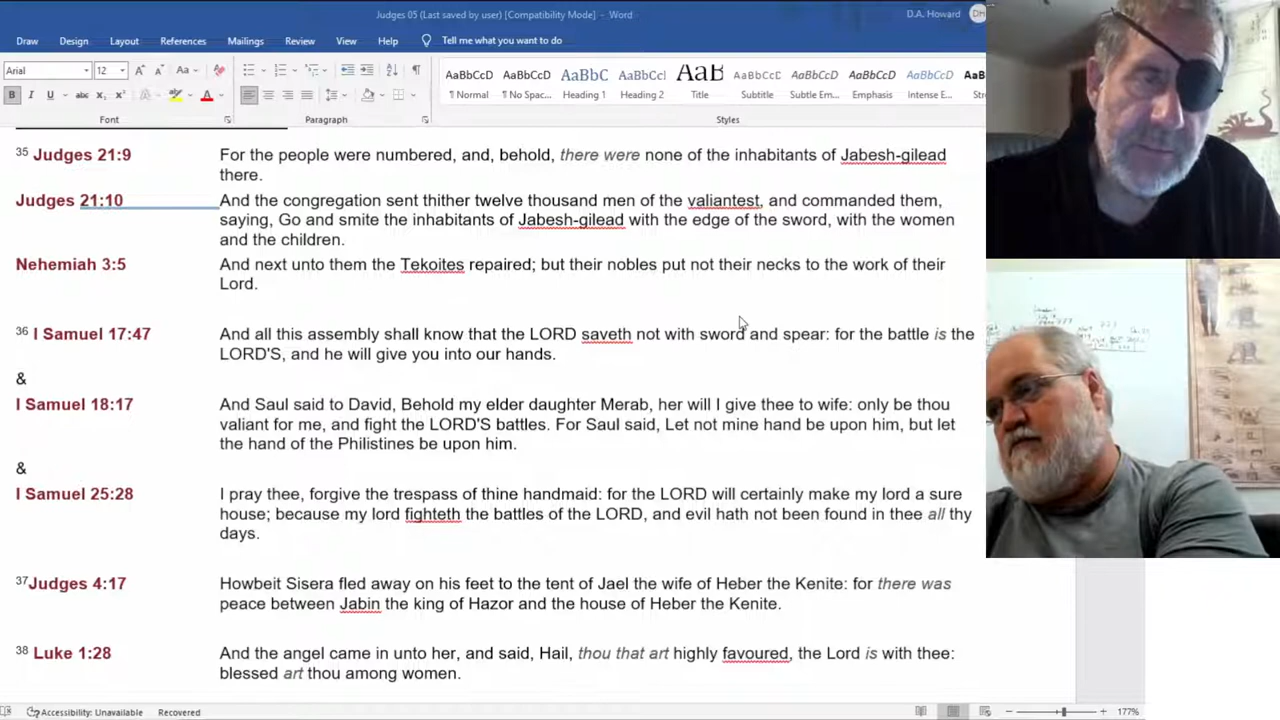 Judges 05 (Last saved by user) [Compatibility Mode] - Word
D.A. Howard
DH
Draw Design Layout References Mailings Review View Help Tell me what you want to do
Arial 12 Aa
AaBbCcD AaBbCcD AaBbC AaBbCcI AaB AaBbCcD AaBbCcD AaBbCcD AaBbCcD
B I U abc X2 X2
¶ Normal ¶ No Spac... Heading 1 Heading 2 Title Subtitle Subtle Em... Emphasis Intense E...
Font Paragraph Styles
35 Judges 21:9 For the people were numbered, and, behold, there were none of the inhabitants of Jabesh-gilead
there.
Judges 21:10 And the congregation sent thither twelve thousand men of the valiantest, and commanded them,
saying, Go and smite the inhabitants of Jabesh-gilead with the edge of the sword, with the women
and the children.
Nehemiah 3:5 And next unto them the Tekoites repaired; but their nobles put not their necks to the work of their
Lord.
36 I Samuel 17:47 And all this assembly shall know that the LORD saveth not with sword and spear: for the battle is the
LORD'S, and he will give you into our hands.
&
I Samuel 18:17 And Saul said to David, Behold my elder daughter Merab, her will I give thee to wife: only be thou
valiant for me, and fight the LORD'S battles. For Saul said, Let not mine hand be upon him, but let
the hand of the Philistines be upon him.
&
I Samuel 25:28 I pray thee, forgive the trespass of thine handmaid: for the LORD will certainly make my lord a sure
house; because my lord fighteth the battles of the LORD, and evil hath not been found in thee all thy
days.
37 Judges 4:17 Howbeit Sisera fled away on his feet to the tent of Jael the wife of Heber the Kenite: for there was
peace between Jabin the king of Hazor and the house of Heber the Kenite.
38 Luke 1:28 And the angel came in unto her, and said, Hail, thou that art highly favoured, the Lord is with thee:
blessed art thou among women.
Accessibility: Unavailable Recovered 177%